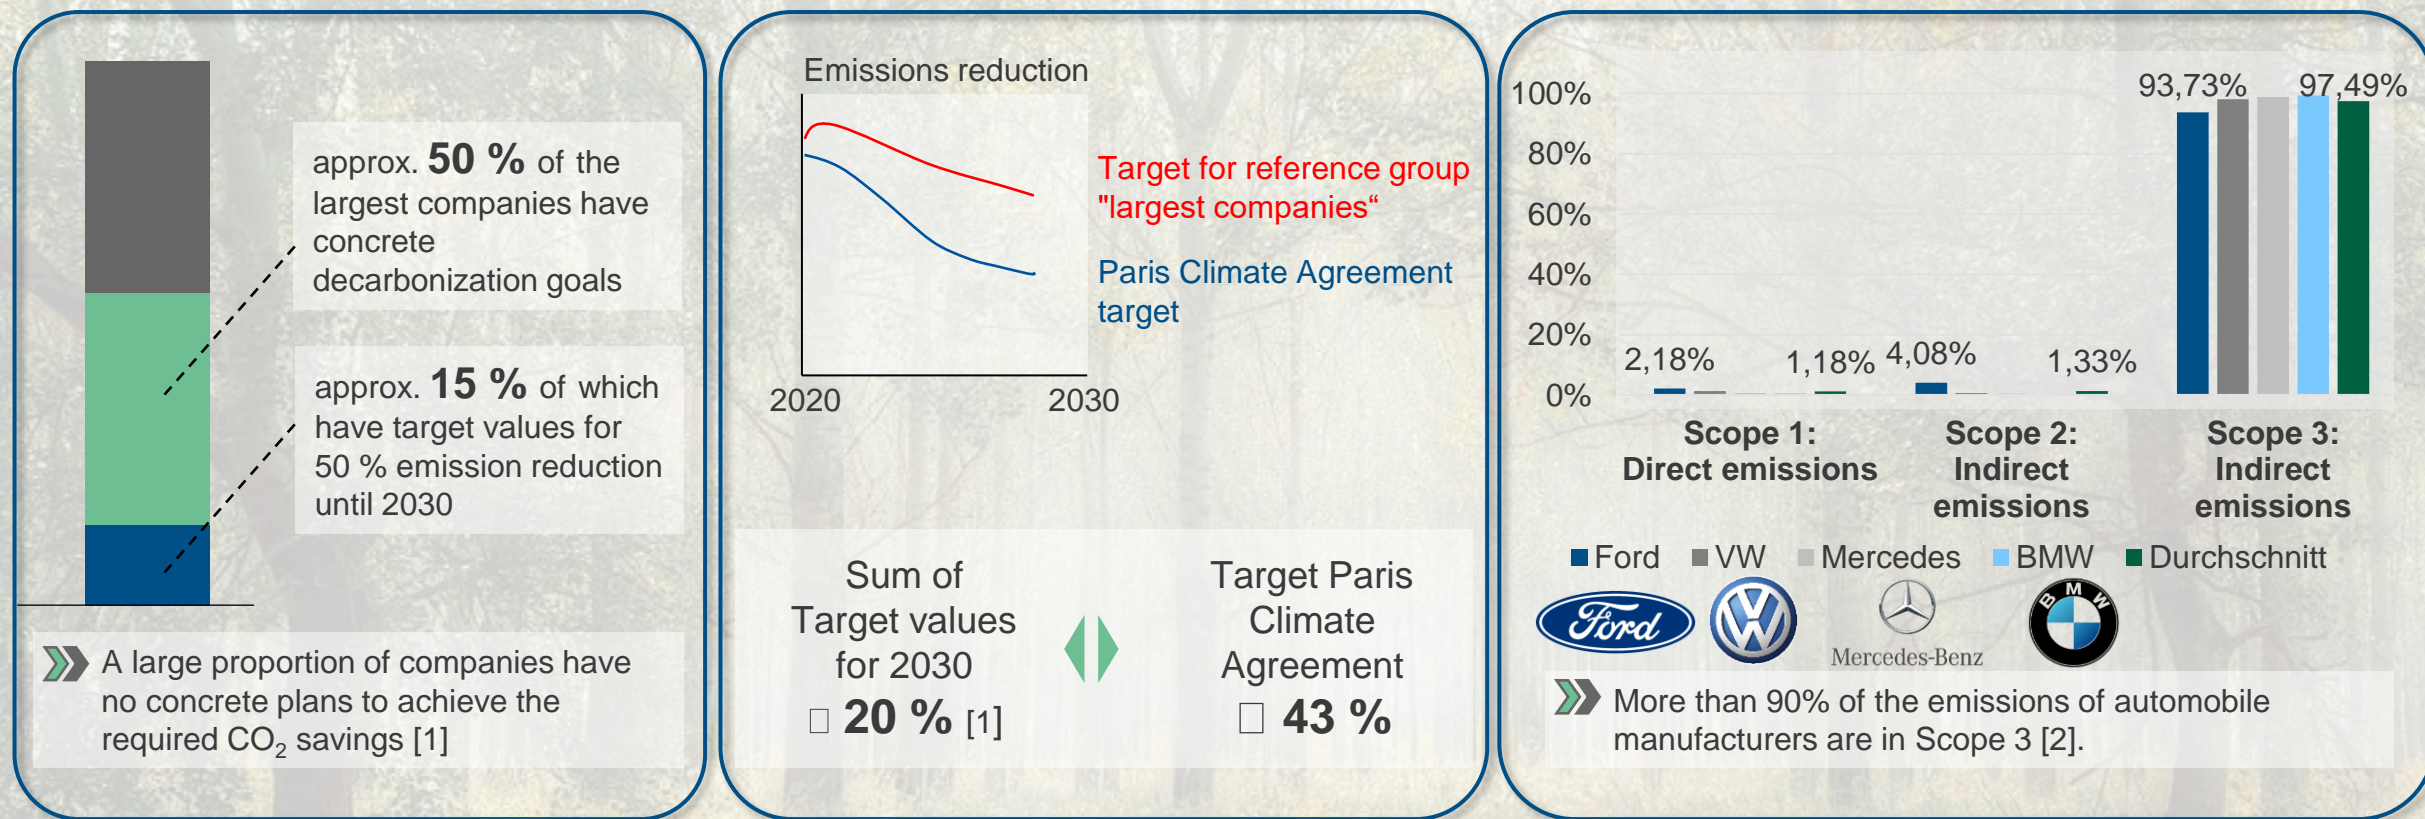 approx. 50 % of the
largest companies have
concrete
decarbonization goals
approx. 15 % of which
have target values for
50 % emission reduction
until 2030
A large proportion of companies have
no concrete plans to achieve the
required CO₂ savings [1]
Emissions reduction
Target for reference group
"largest companies“
Paris Climate Agreement
target
2020
2030
Sum of
Target values
for 2030
□ 20 % [1]
Target Paris
Climate
Agreement
□ 43 %
100%
80%
60%
40%
20%
0%
2,18%
1,18%
4,08%
1,33%
93,73%
97,49%
Scope 1:
Direct emissions
Scope 2:
Indirect
emissions
Scope 3:
Indirect
emissions
Ford
VW
Mercedes
BMW
Durchschnitt
Ford
VW
Mercedes-Benz
BMW
More than 90% of the emissions of automobile
manufacturers are in Scope 3 [2].